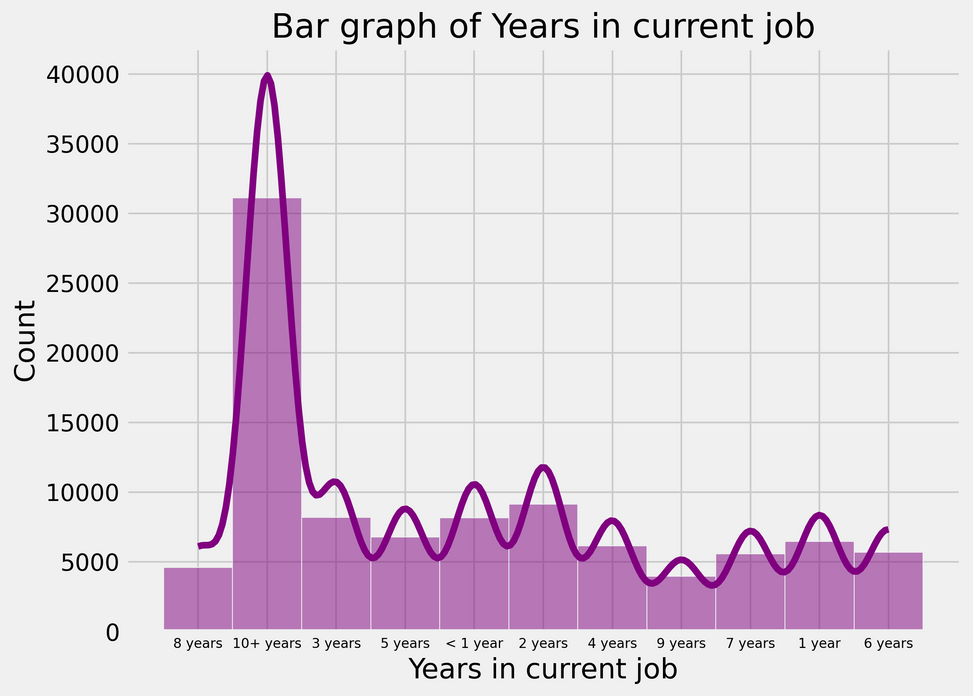 Bar graph of Years in current job
40000
35000
30000
25000
20000
15000
10000
5000
0
Count
8 years 10+ years 3 years 5 years < 1 year 2 years 4 years 9 years 7 years 1 year 6 years
Years in current job